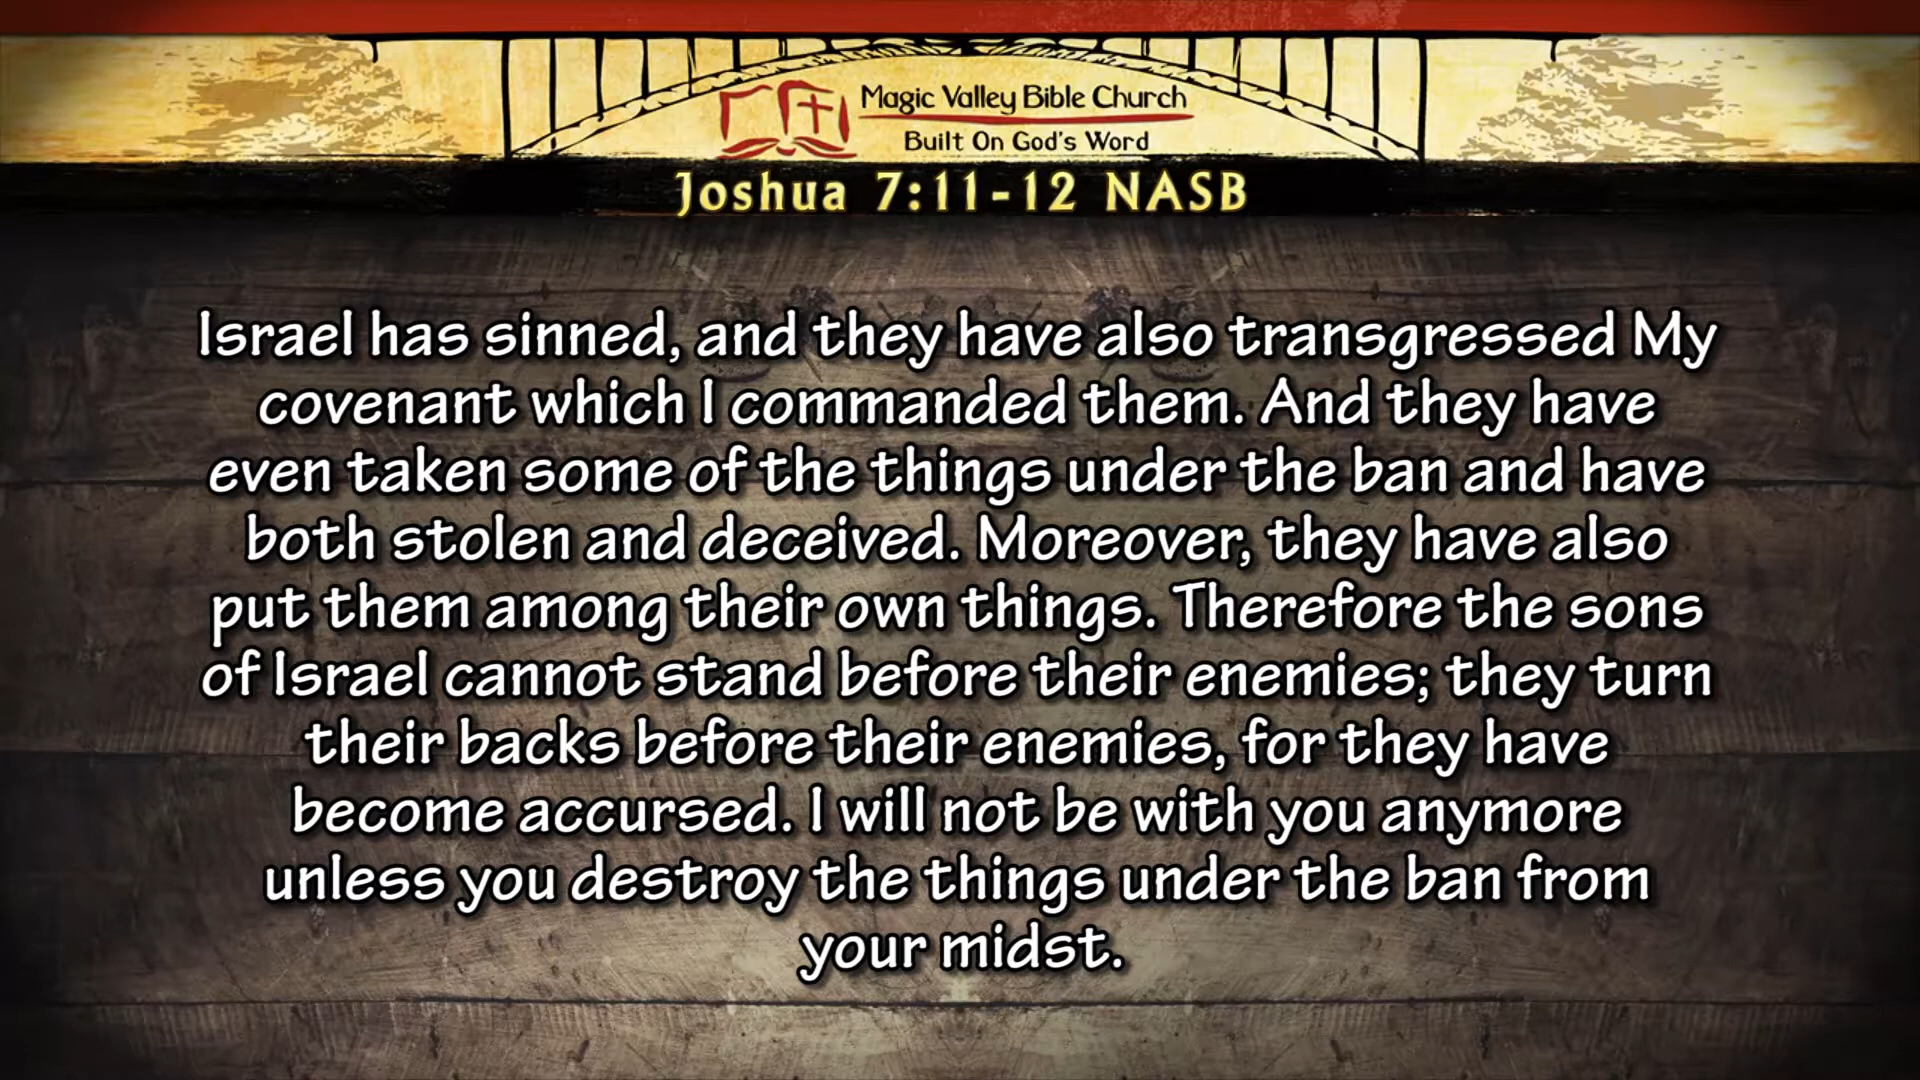 Magic Valley Bible Church
Built On God's Word
Joshua 7:11-12 NASB
Israel has sinned, and they have also transgressed My
covenant which I commanded them. And they have
even taken some of the things under the ban and have
both stolen and deceived. Moreover, they have also
put them among their own things. Therefore the sons
of Israel cannot stand before their enemies; they turn
their backs before their enemies, for they have
become accursed. I will not be with you anymore
unless you destroy the things under the ban from
your midst.